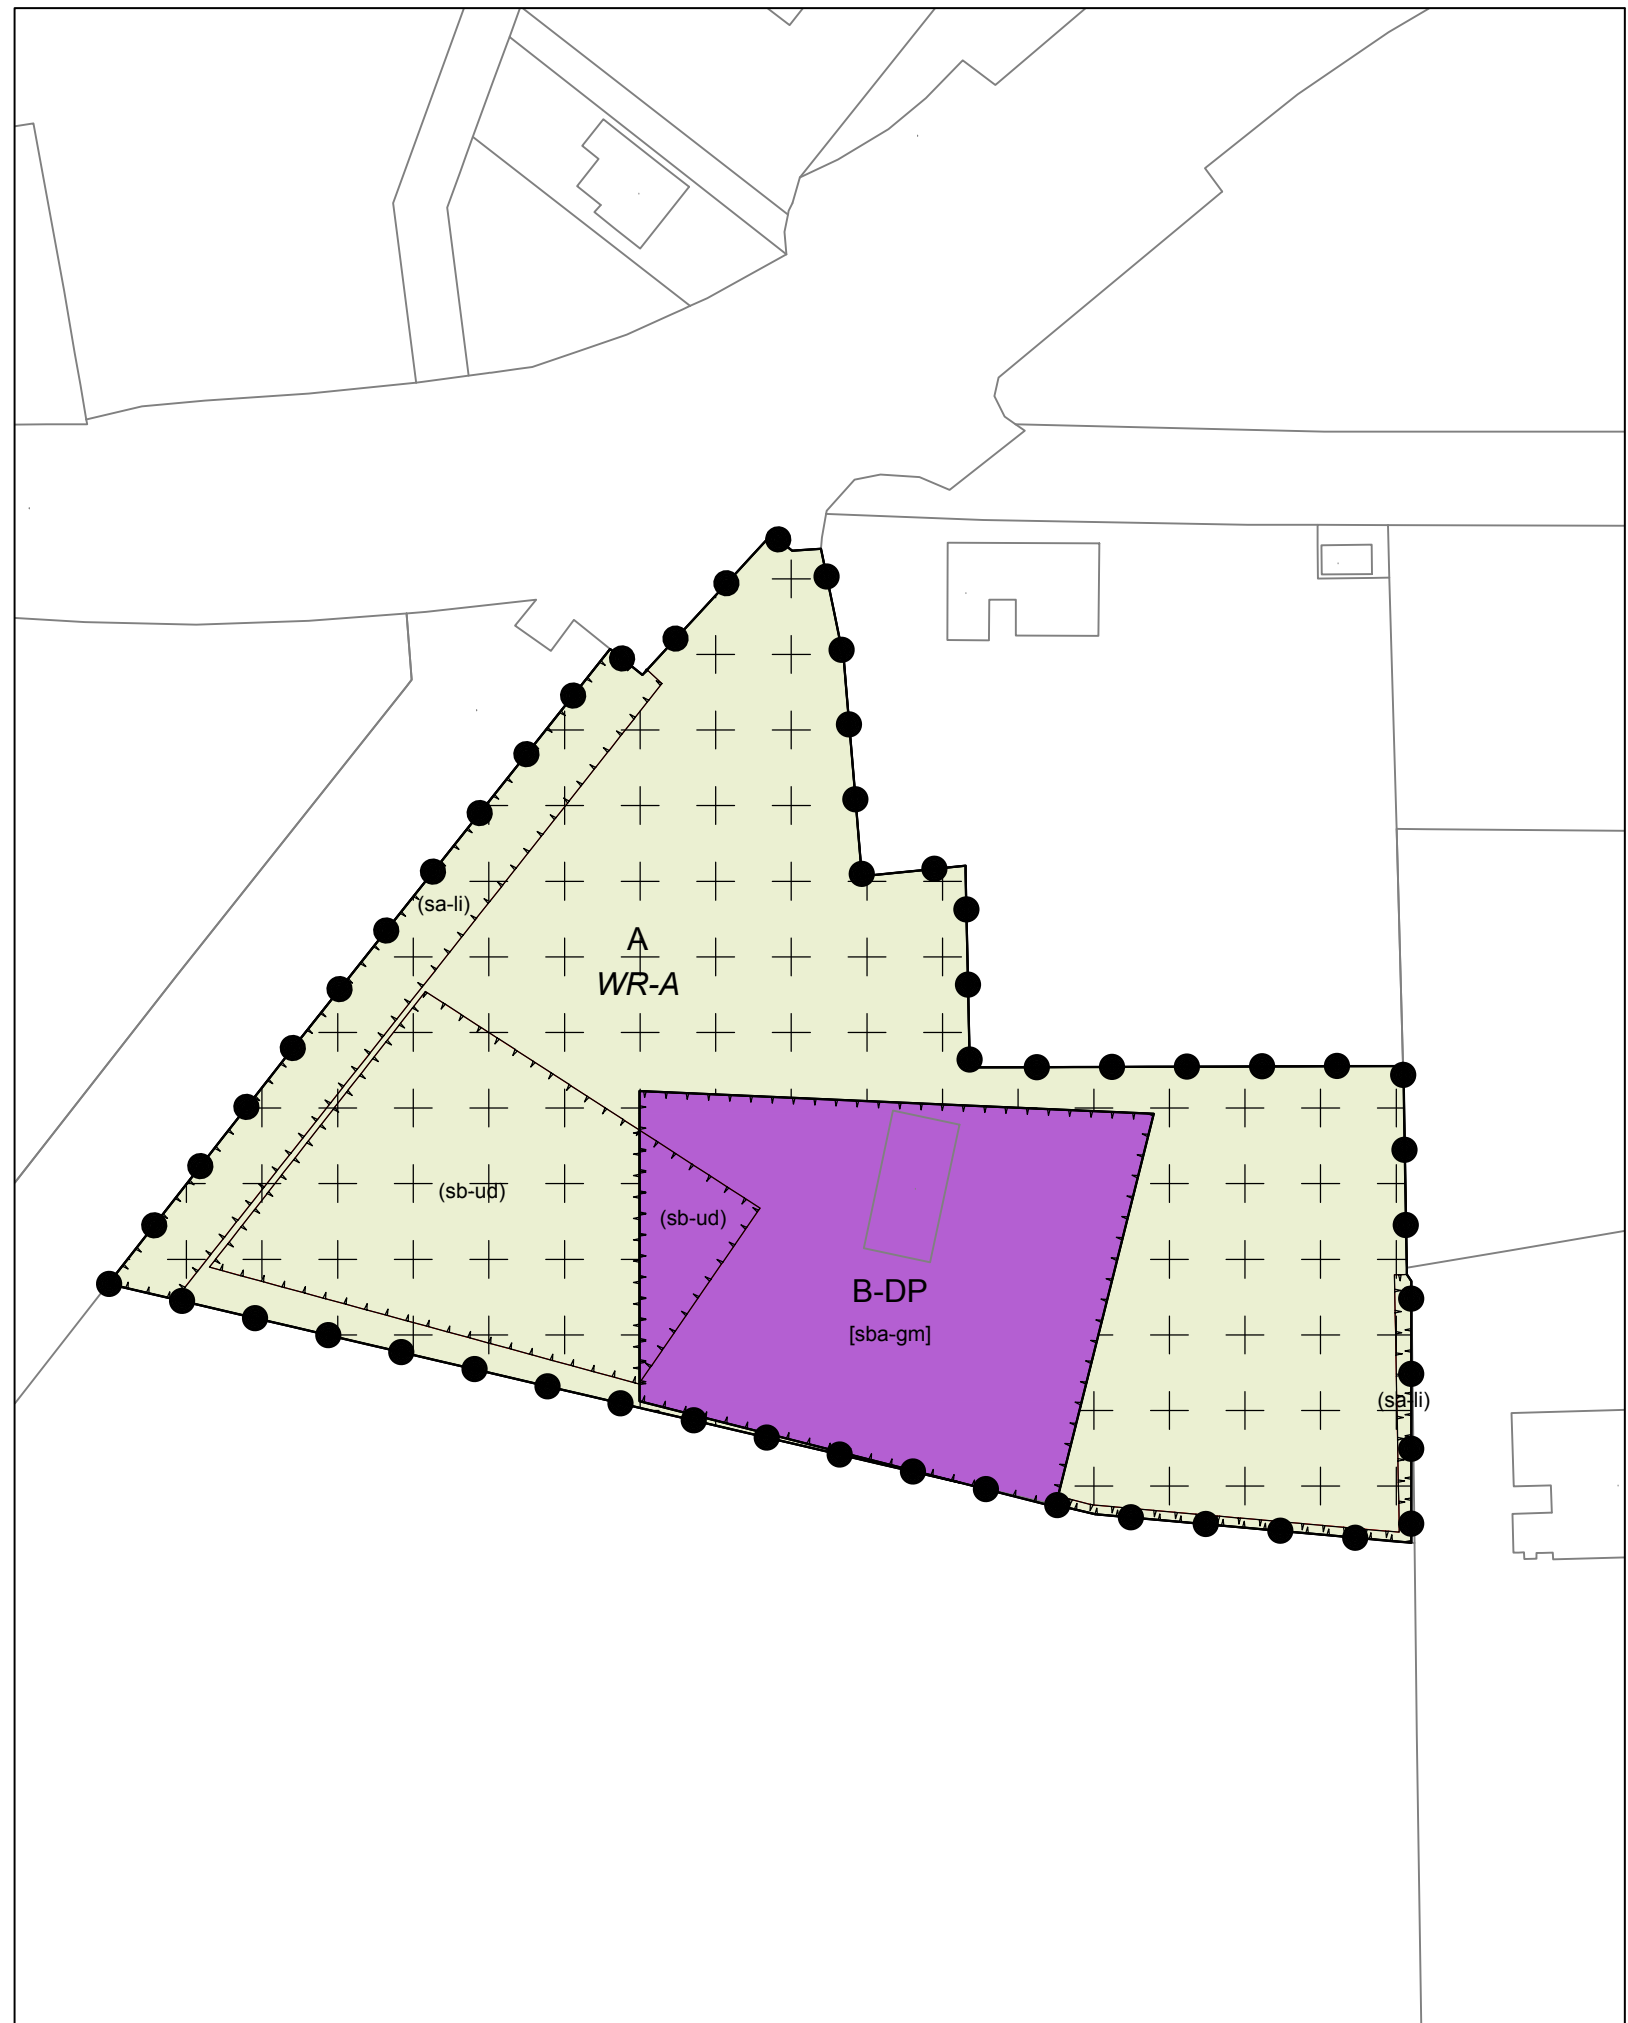 (sa-li)
A
WR-A
(sb-ud)
(sb-ud)
B-DP
[sba-gm]
(sa-li)